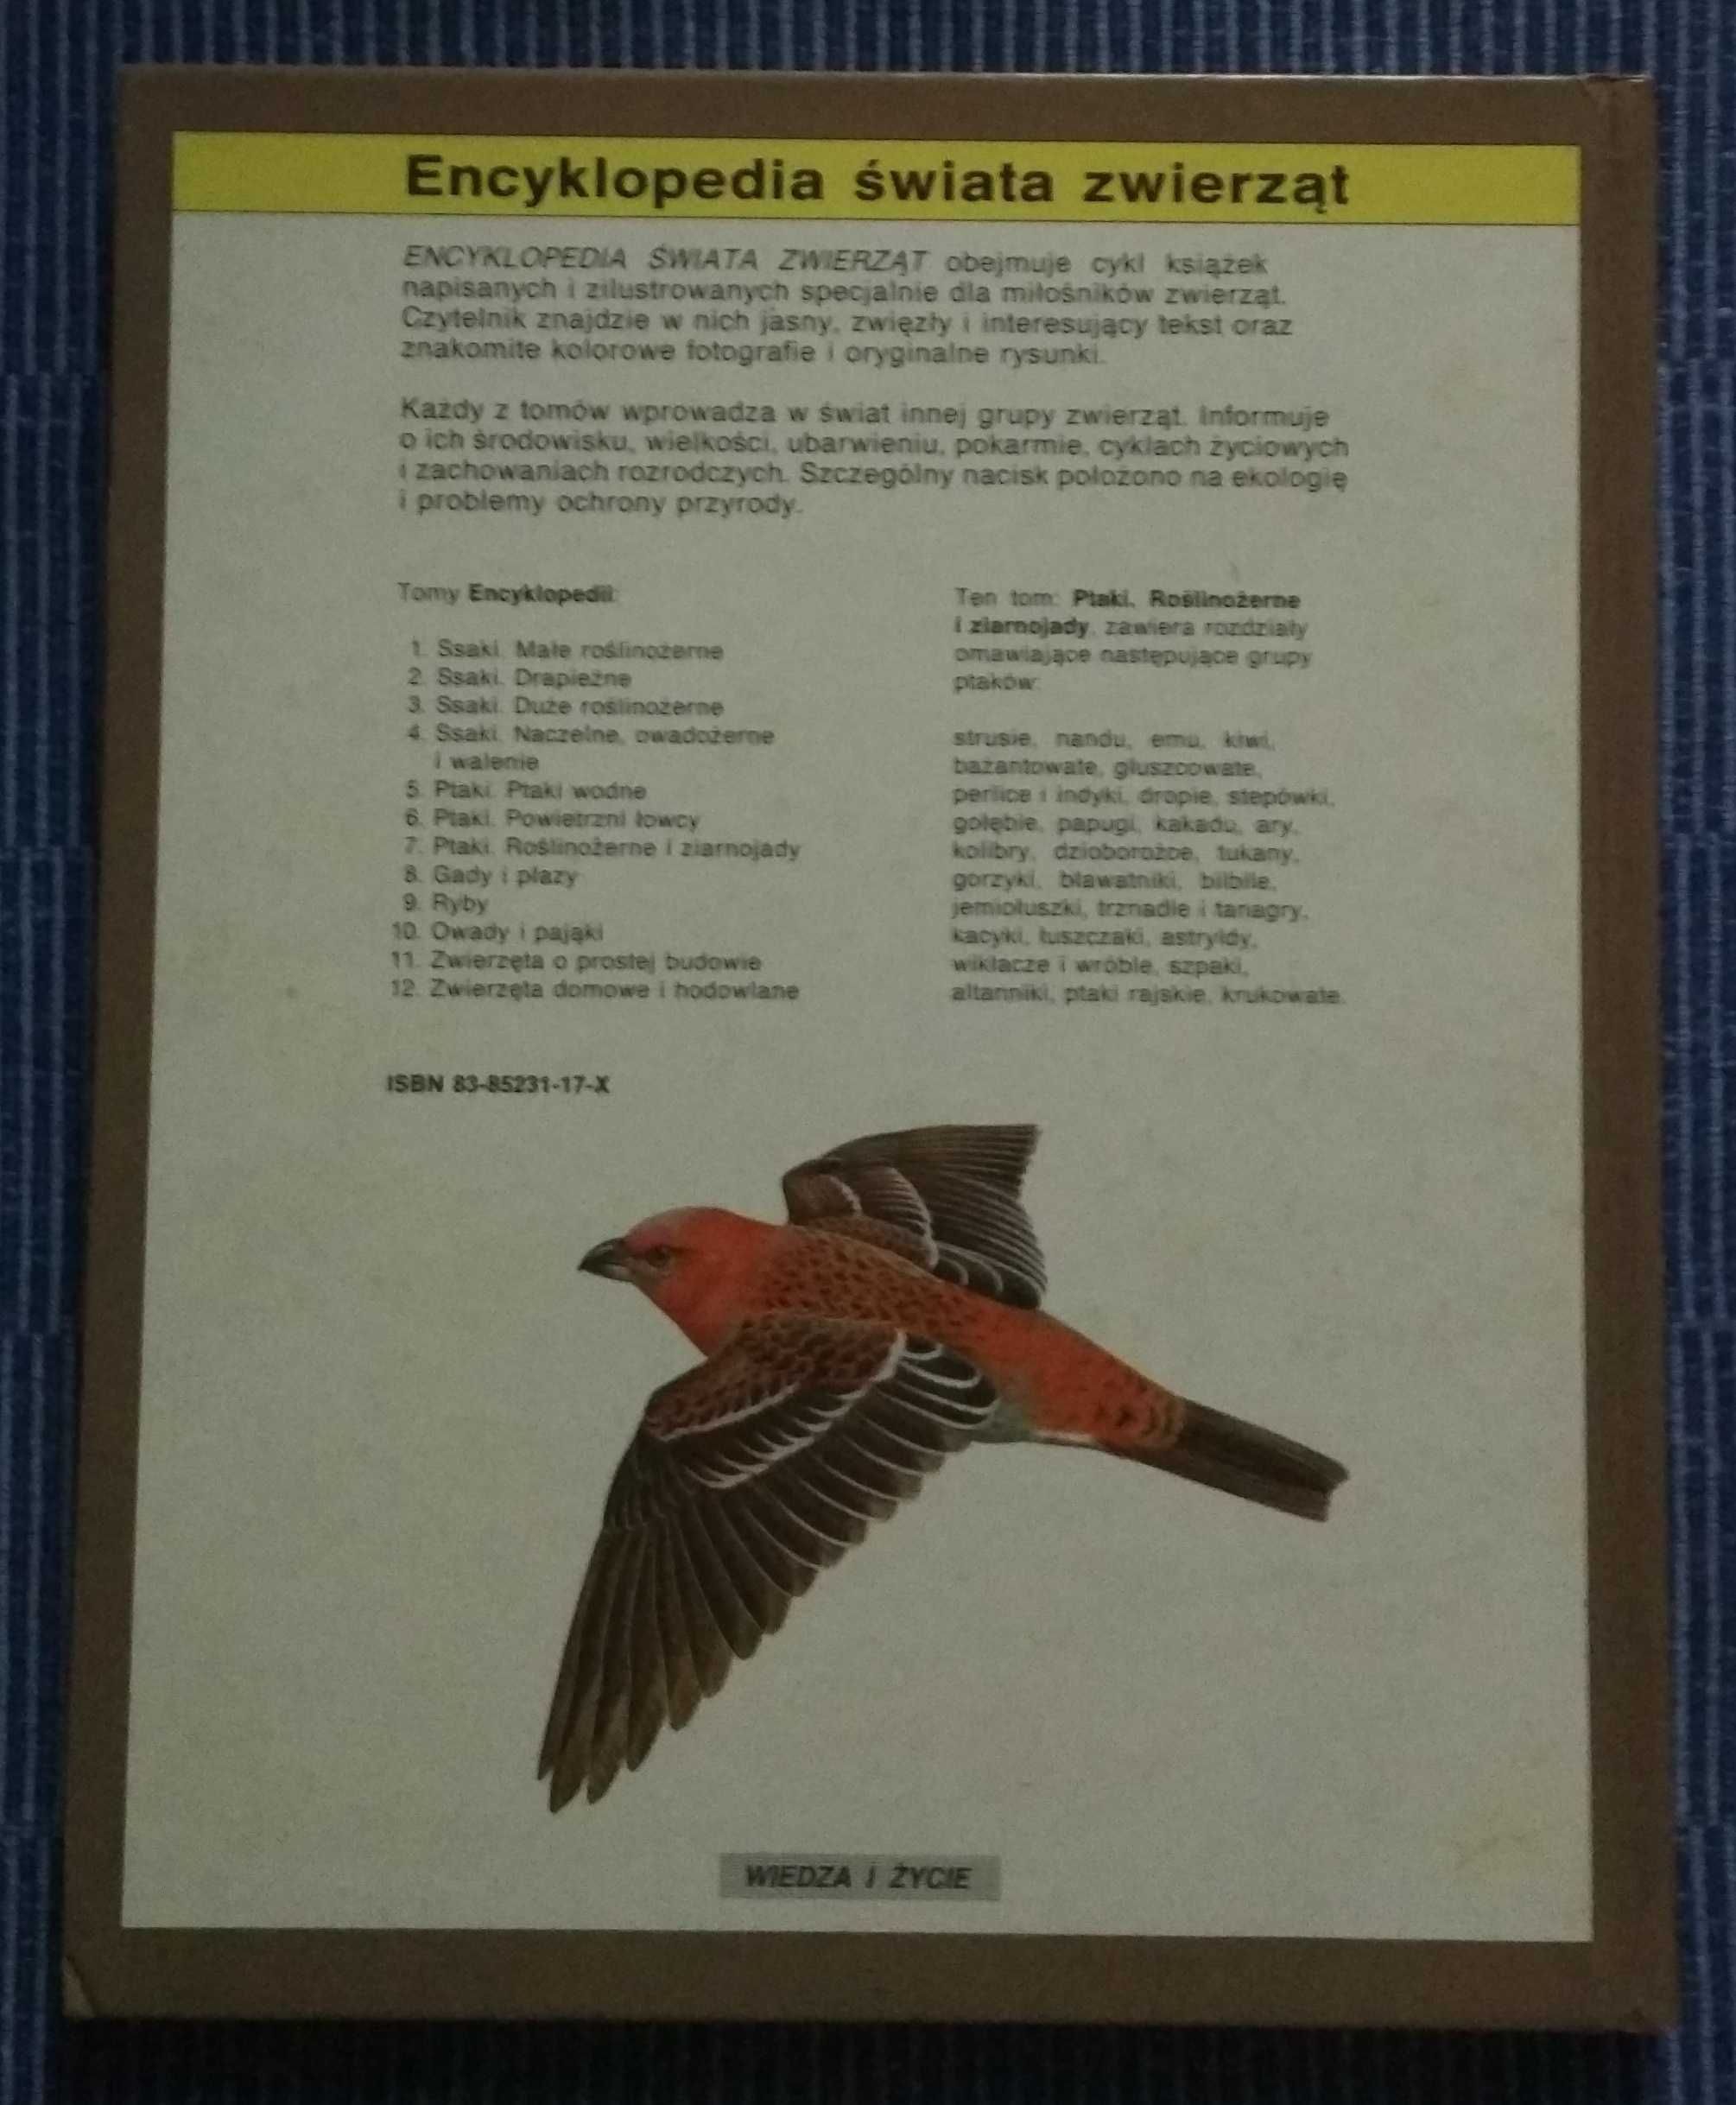 Encyklopedia świata zwierząt
ENCYKLOPEDIA ŚWIATA ZWIERZĄT obejmuje cykl książek
napisanych i zilustrowanych specjalnie dla miłośników zwierząt.
Czytelnik znajdzie w nich jasny, zwięzły i interesujący tekst oraz
znakomite kolorowe fotografie i oryginalne rysunki.
Każdy z tomów wprowadza w świat innej grupy zwierząt. Informuje
o ich środowisku, wielkości, ubarwieniu, pokarmie, cyklach życiowych
i zachowaniach rozrodczych. Szczególny nacisk położono na ekologię
i problemy ochrony przyrody.
Tomy Encyklopedii:
1. Ssaki. Małe roślinożerne
2. Ssaki. Drapieżne
3. Ssaki. Duże roślinożerne
4. Ssaki. Naczelne, owadożerne
i walenie
5. Ptaki. Ptaki wodne
6. Ptaki. Powietrzni łowcy
7. Ptaki. Roślinożerne i ziarnojady
8. Gady i płazy
9. Ryby
10. Owady i pająki
11. Zwierzęta o prostej budowie
12. Zwierzęta domowe i hodowlane
Ten tom: Ptaki. Roślinożerne
i ziarnojady, zawiera rozdziały
omawiające następujące grupy
ptaków:
strusie, nandu, emu, kiwi,
bażantowate, głuszcowate,
perlice i indyki, dropie, stepówki,
gołębie, papugi, kakadu, ary,
kolibry, dzioborożce, tukany,
gorzyki, bławatniki, bilbile,
jemiołuszki, trznadle i tanagry,
kacyki, łuszczaki, astryldy,
wikłacze i wróble, szpaki,
altanniki, ptaki rajskie, krukowate.
ISBN 83-85231-17-X
WIEDZA I ŻYCIE